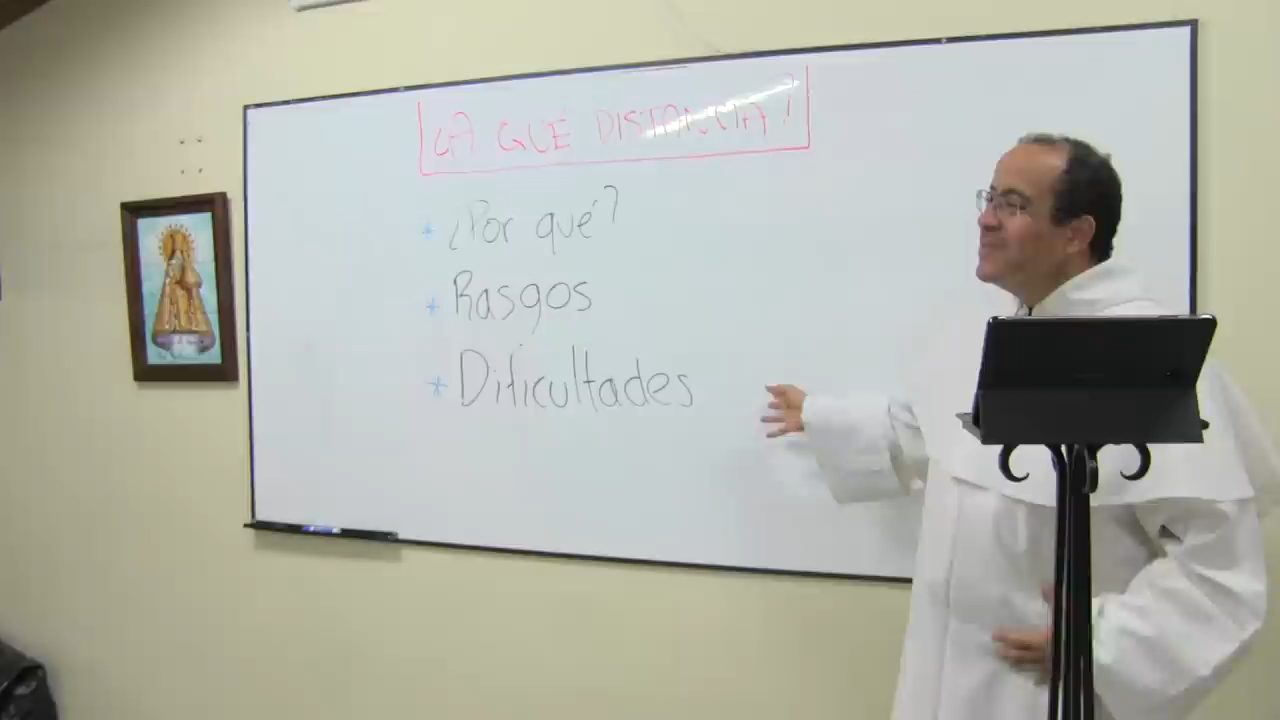 ¿A QUÉ DISTANCIA?
* ¿Por qué?
* Rasgos
* Dificultades